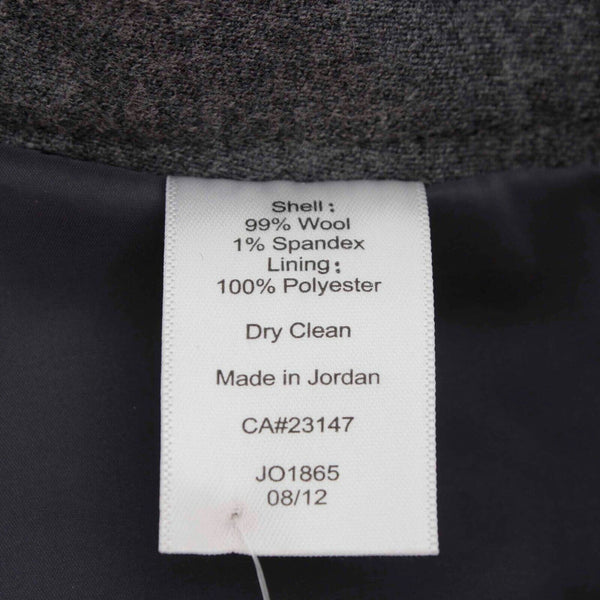 Shell:
99% Wool
1% Spandex
Lining:
100% Polyester
Dry Clean
Made in Jordan
CA#23147
JO1865
08/12